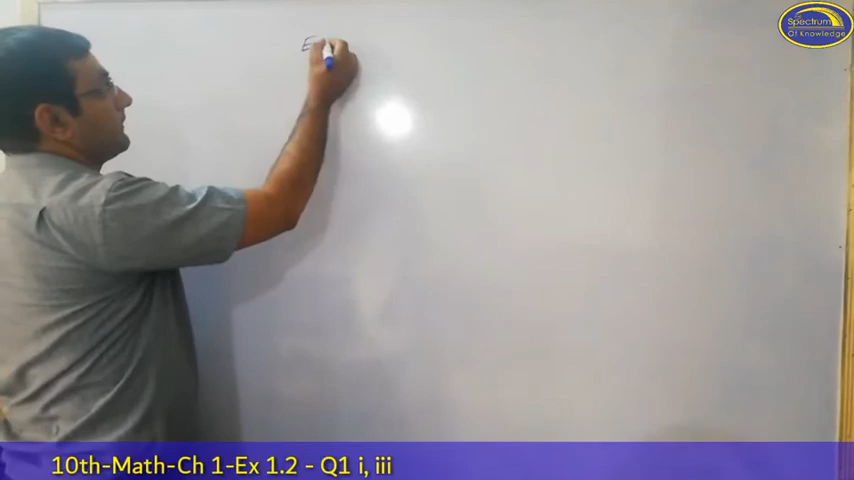 Spectrum
Of Knowledge
E
10th-Math-Ch 1-Ex 1.2 - Q1 i, iii